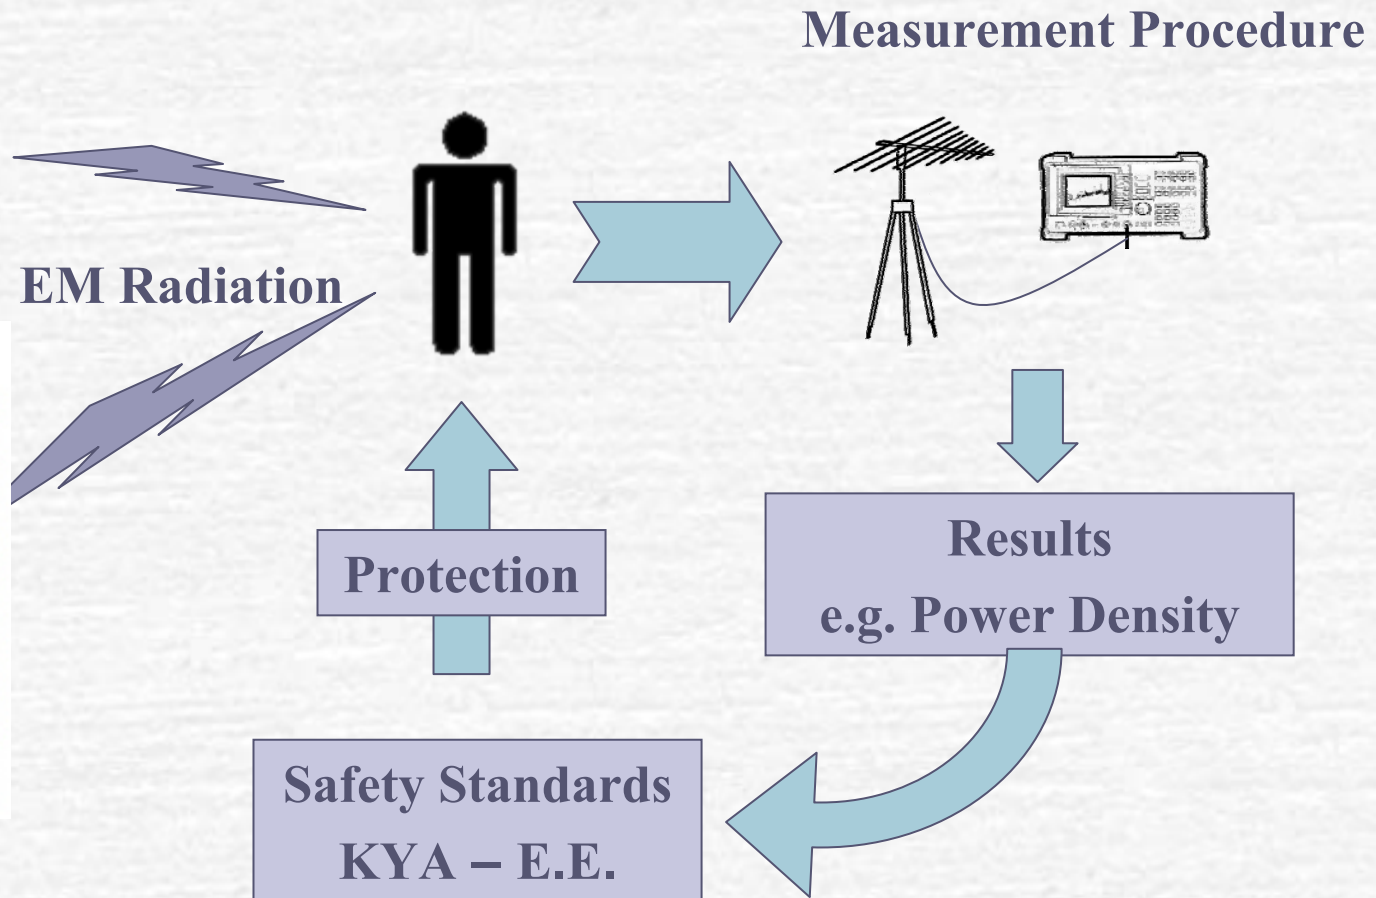 Measurement Procedure
EM Radiation
Protection
Results
e.g. Power Density
Safety Standards
KYA – E.E.